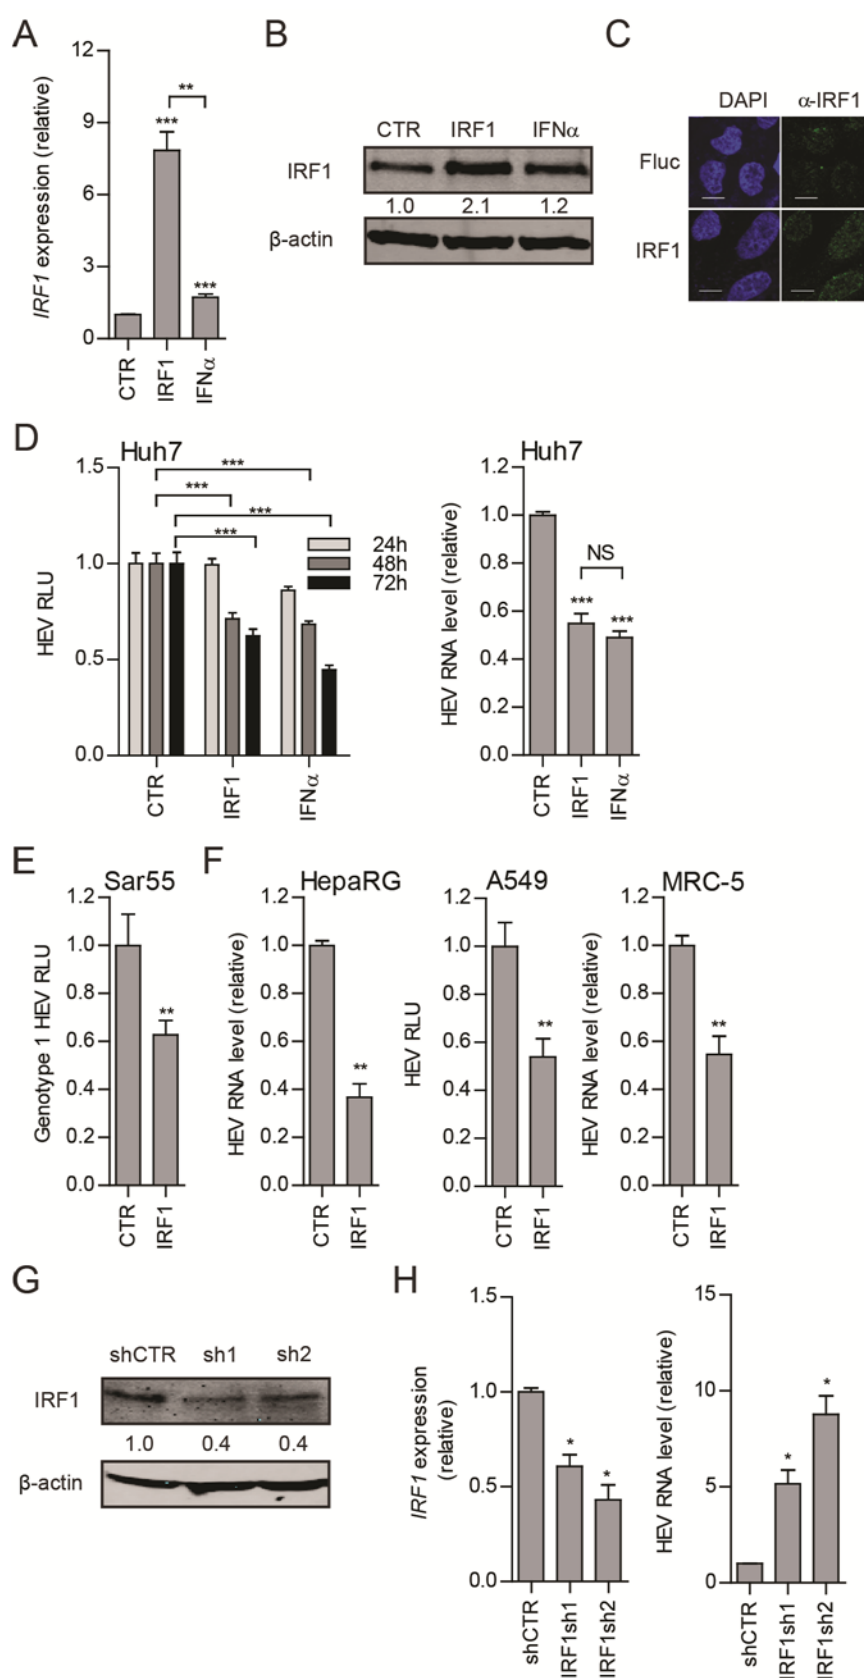 A
IRF1 expression (relative)
12
9
6
3
0
**
***
***
CTR
IRF1
IFNα
B
CTR IRF1 IFNα
IRF1
1.0 2.1 1.2
β-actin
C
DAPI α-IRF1
Fluc
IRF1
D
Huh7
HEV RLU
1.5
1.0
0.5
0.0
***
***
***
***
24h
48h
72h
CTR
IRF1
IFNα
Huh7
HEV RNA level (relative)
1.2
1.0
0.8
0.6
0.4
0.2
0.0
NS
***
***
CTR
IRF1
IFNα
E
Sar55
Genotype 1 HEV RLU
1.2
1.0
0.8
0.6
0.4
0.2
0.0
**
CTR
IRF1
F
HepaRG
HEV RNA level (relative)
1.2
1.0
0.8
0.6
0.4
0.2
0.0
**
CTR
IRF1
A549
HEV RLU
1.2
1.0
0.8
0.6
0.4
0.2
0.0
**
CTR
IRF1
MRC-5
HEV RNA level (relative)
1.2
1.0
0.8
0.6
0.4
0.2
0.0
**
CTR
IRF1
G
shCTR sh1 sh2
IRF1
1.0 0.4 0.4
β-actin
H
IRF1 expression
(relative)
1.5
1.0
0.5
0.0
*
*
shCTR
IRF1sh1
IRF1sh2
HEV RNA level (relative)
15
10
5
0
*
*
shCTR
IRF1sh1
IRF1sh2